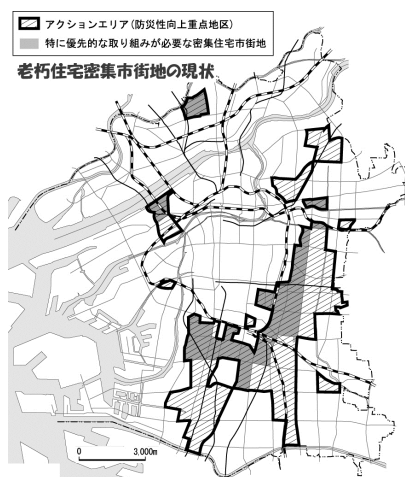 アクションエリア（防災性向上重点地区）
特に優先的な取り組みが必要な密集住宅市街地
老朽住宅密集市街地の現状
0 3,000m